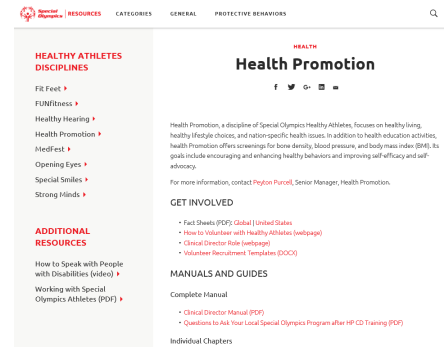 Special Olympics RESOURCES CATEGORIES GENERAL PROTECTIVE BEHAVIORS
HEALTHY ATHLETES
DISCIPLINES
Fit Feet
FUNfitness
Healthy Hearing
Health Promotion
MedFest
Opening Eyes
Special Smiles
Strong Minds
ADDITIONAL
RESOURCES
How to Speak with People
with Disabilities (video)
Working with Special
Olympics Athletes (PDF)
HEALTH
Health Promotion
Health Promotion, a discipline of Special Olympics Healthy Athletes, focuses on healthy living,
healthy lifestyle choices, and nation-specific health issues. In addition to health education activities,
health Promotion offers screenings for bone density, blood pressure, and body mass index (BMI). Its
goals include encouraging and enhancing healthy behaviors and improving self-efficacy and self-
advocacy.
For more information, contact Peyton Purcell, Senior Manager, Health Promotion.
GET INVOLVED
• Fact Sheets (PDF): Global | United States
• How to Volunteer with Healthy Athletes (webpage)
• Clinical Director Role (webpage)
• Volunteer Recruitment Templates (DOCX)
MANUALS AND GUIDES
Complete Manual
• Clinical Director Manual (PDF)
• Questions to Ask Your Local Special Olympics Program after HP CD Training (PDF)
Individual Chapters